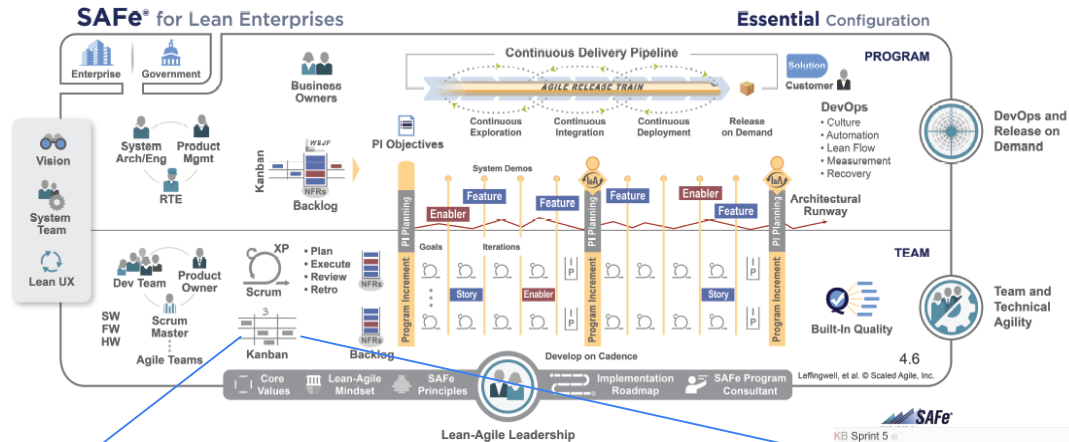 SAFe® for Lean Enterprises
Essential Configuration
Enterprise
Government
Business
Owners
Continuous Delivery Pipeline
AGILE RELEASE TRAIN
Continuous
Exploration
Continuous
Integration
Continuous
Deployment
Release
on Demand
Solution
Customer
PROGRAM
DevOps
• Culture
• Automation
• Lean Flow
• Measurement
• Recovery
DevOps and
Release on
Demand
Vision
System
Team
Lean UX
System
Arch/Eng
Product
Mgmt
RTE
Kanban
WSJF
NFRs
Backlog
PI Objectives
System Demos
PI Planning
Enabler
Feature
Feature
PI Planning
I&A
Feature
Enabler
Feature
PI Planning
I&A
Architectural
Runway
TEAM
Dev Team
Product
Owner
Scrum
Master
Agile Teams
SW
FW
HW
XP
Scrum
• Plan
• Execute
• Review
• Retro
3
Kanban
NFRs
NFRs
Backlog
Program Increment
Goals
Iterations
Story
Enabler
I P
I P
Program Increment
Story
I P
I P
Program Increment
Built-In Quality
Team and
Technical
Agility
Develop on Cadence
4.6
Leffingwell, et al. © Scaled Agile, Inc.
Core
Values
Lean-Agile
Mindset
SAFe
Principles
Implementation
Roadmap
SAFe Program
Consultant
Lean-Agile Leadership
SAFe®
KB Sprint 5